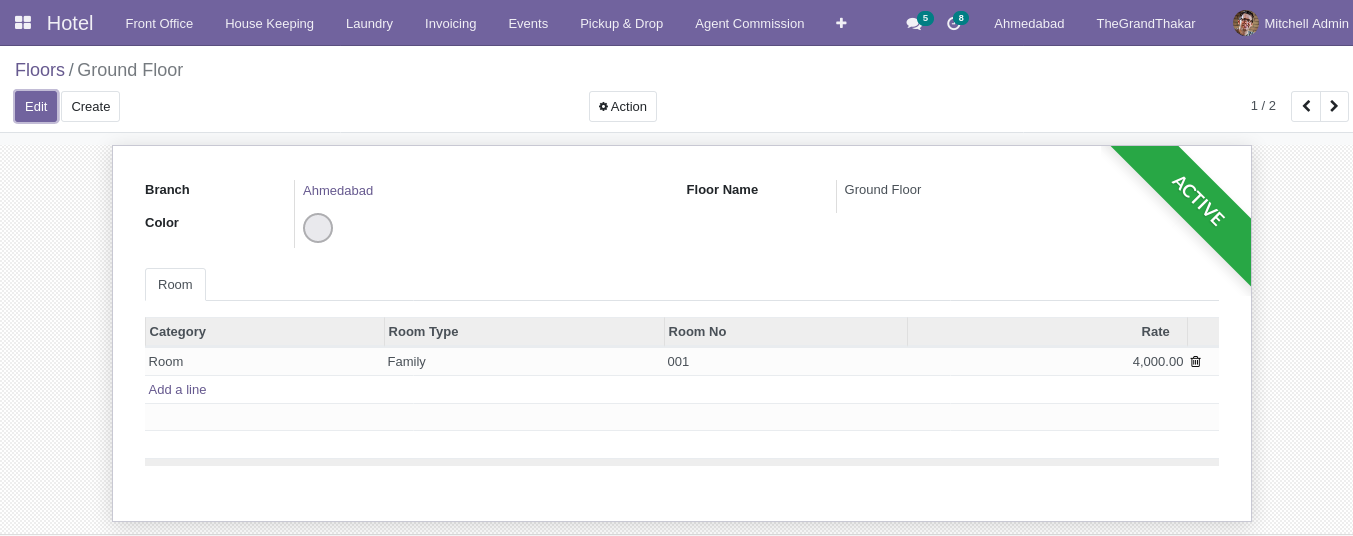 Hotel Front Office House Keeping Laundry Invoicing Events Pickup & Drop Agent Commission 5 8 Ahmedabad TheGrandThakar Mitchell Admin
Floors / Ground Floor
Edit Create Action 1 / 2
ACTIVE
Branch Ahmedabad Floor Name Ground Floor
Color
Room
Category Room Type Room No Rate
Room Family 001 4,000.00
Add a line